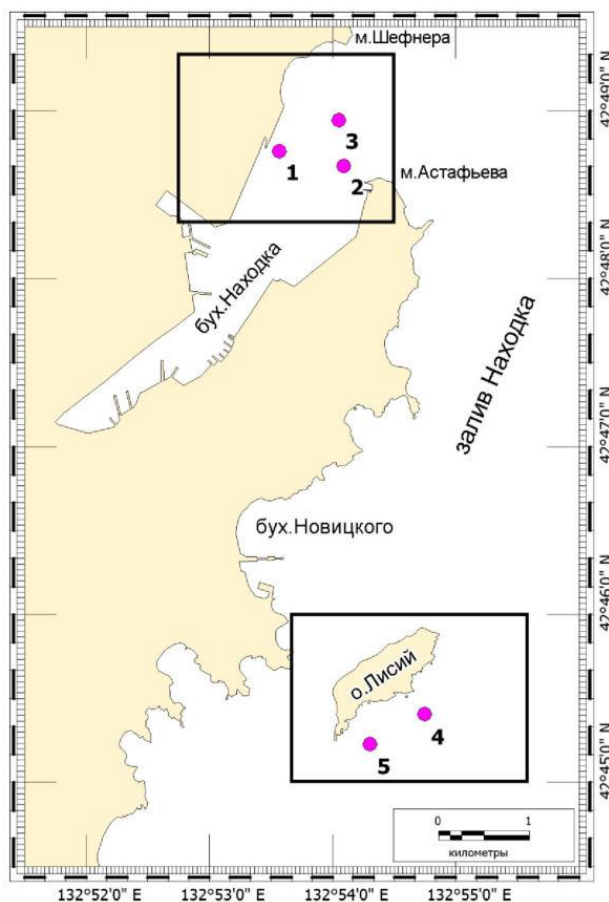 м.Шефнера
42°49'0" N
3
1
2
м.Астафьева
42°48'0" N
бух.Находка
залив Находка
42°47'0" N
бух.Новицкого
42°46'0" N
о.Лисий
4
5
42°45'0" N
0 1
километры
132°52'0" E 132°53'0" E 132°54'0" E 132°55'0" E